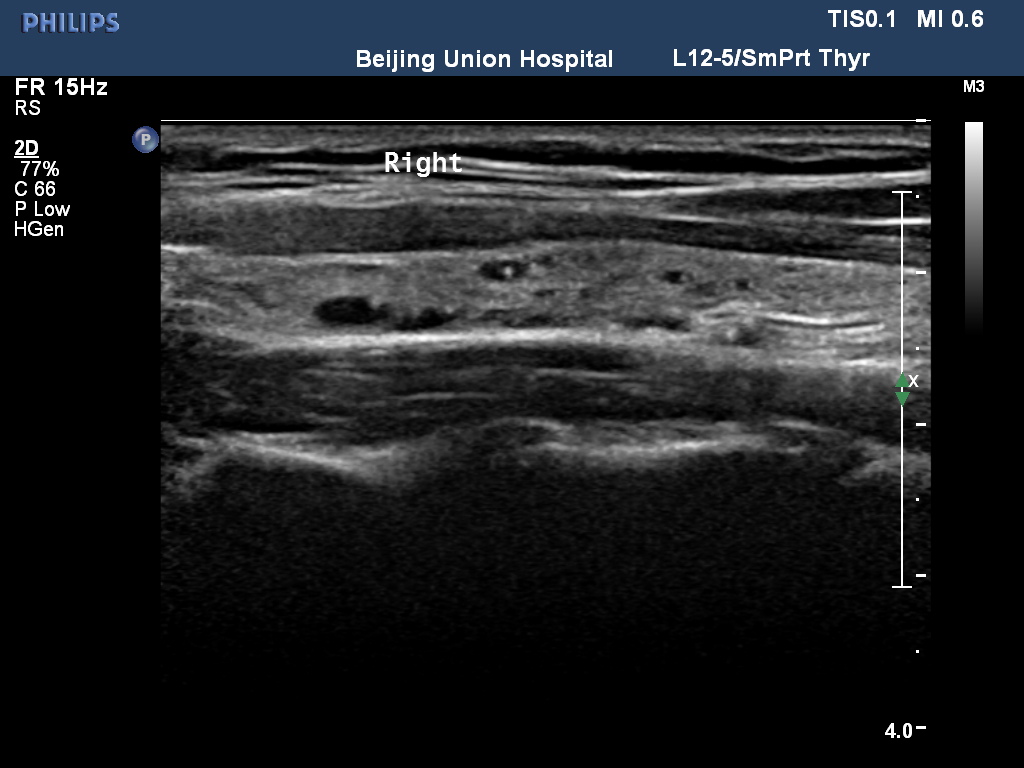 PHILIPS
TIS0.1 MI 0.6
Beijing Union Hospital L12-5/SmPrt Thyr
FR 15Hz
RS
M3
P
2D
77%
C 66
P Low
HGen
Right
X
4.0